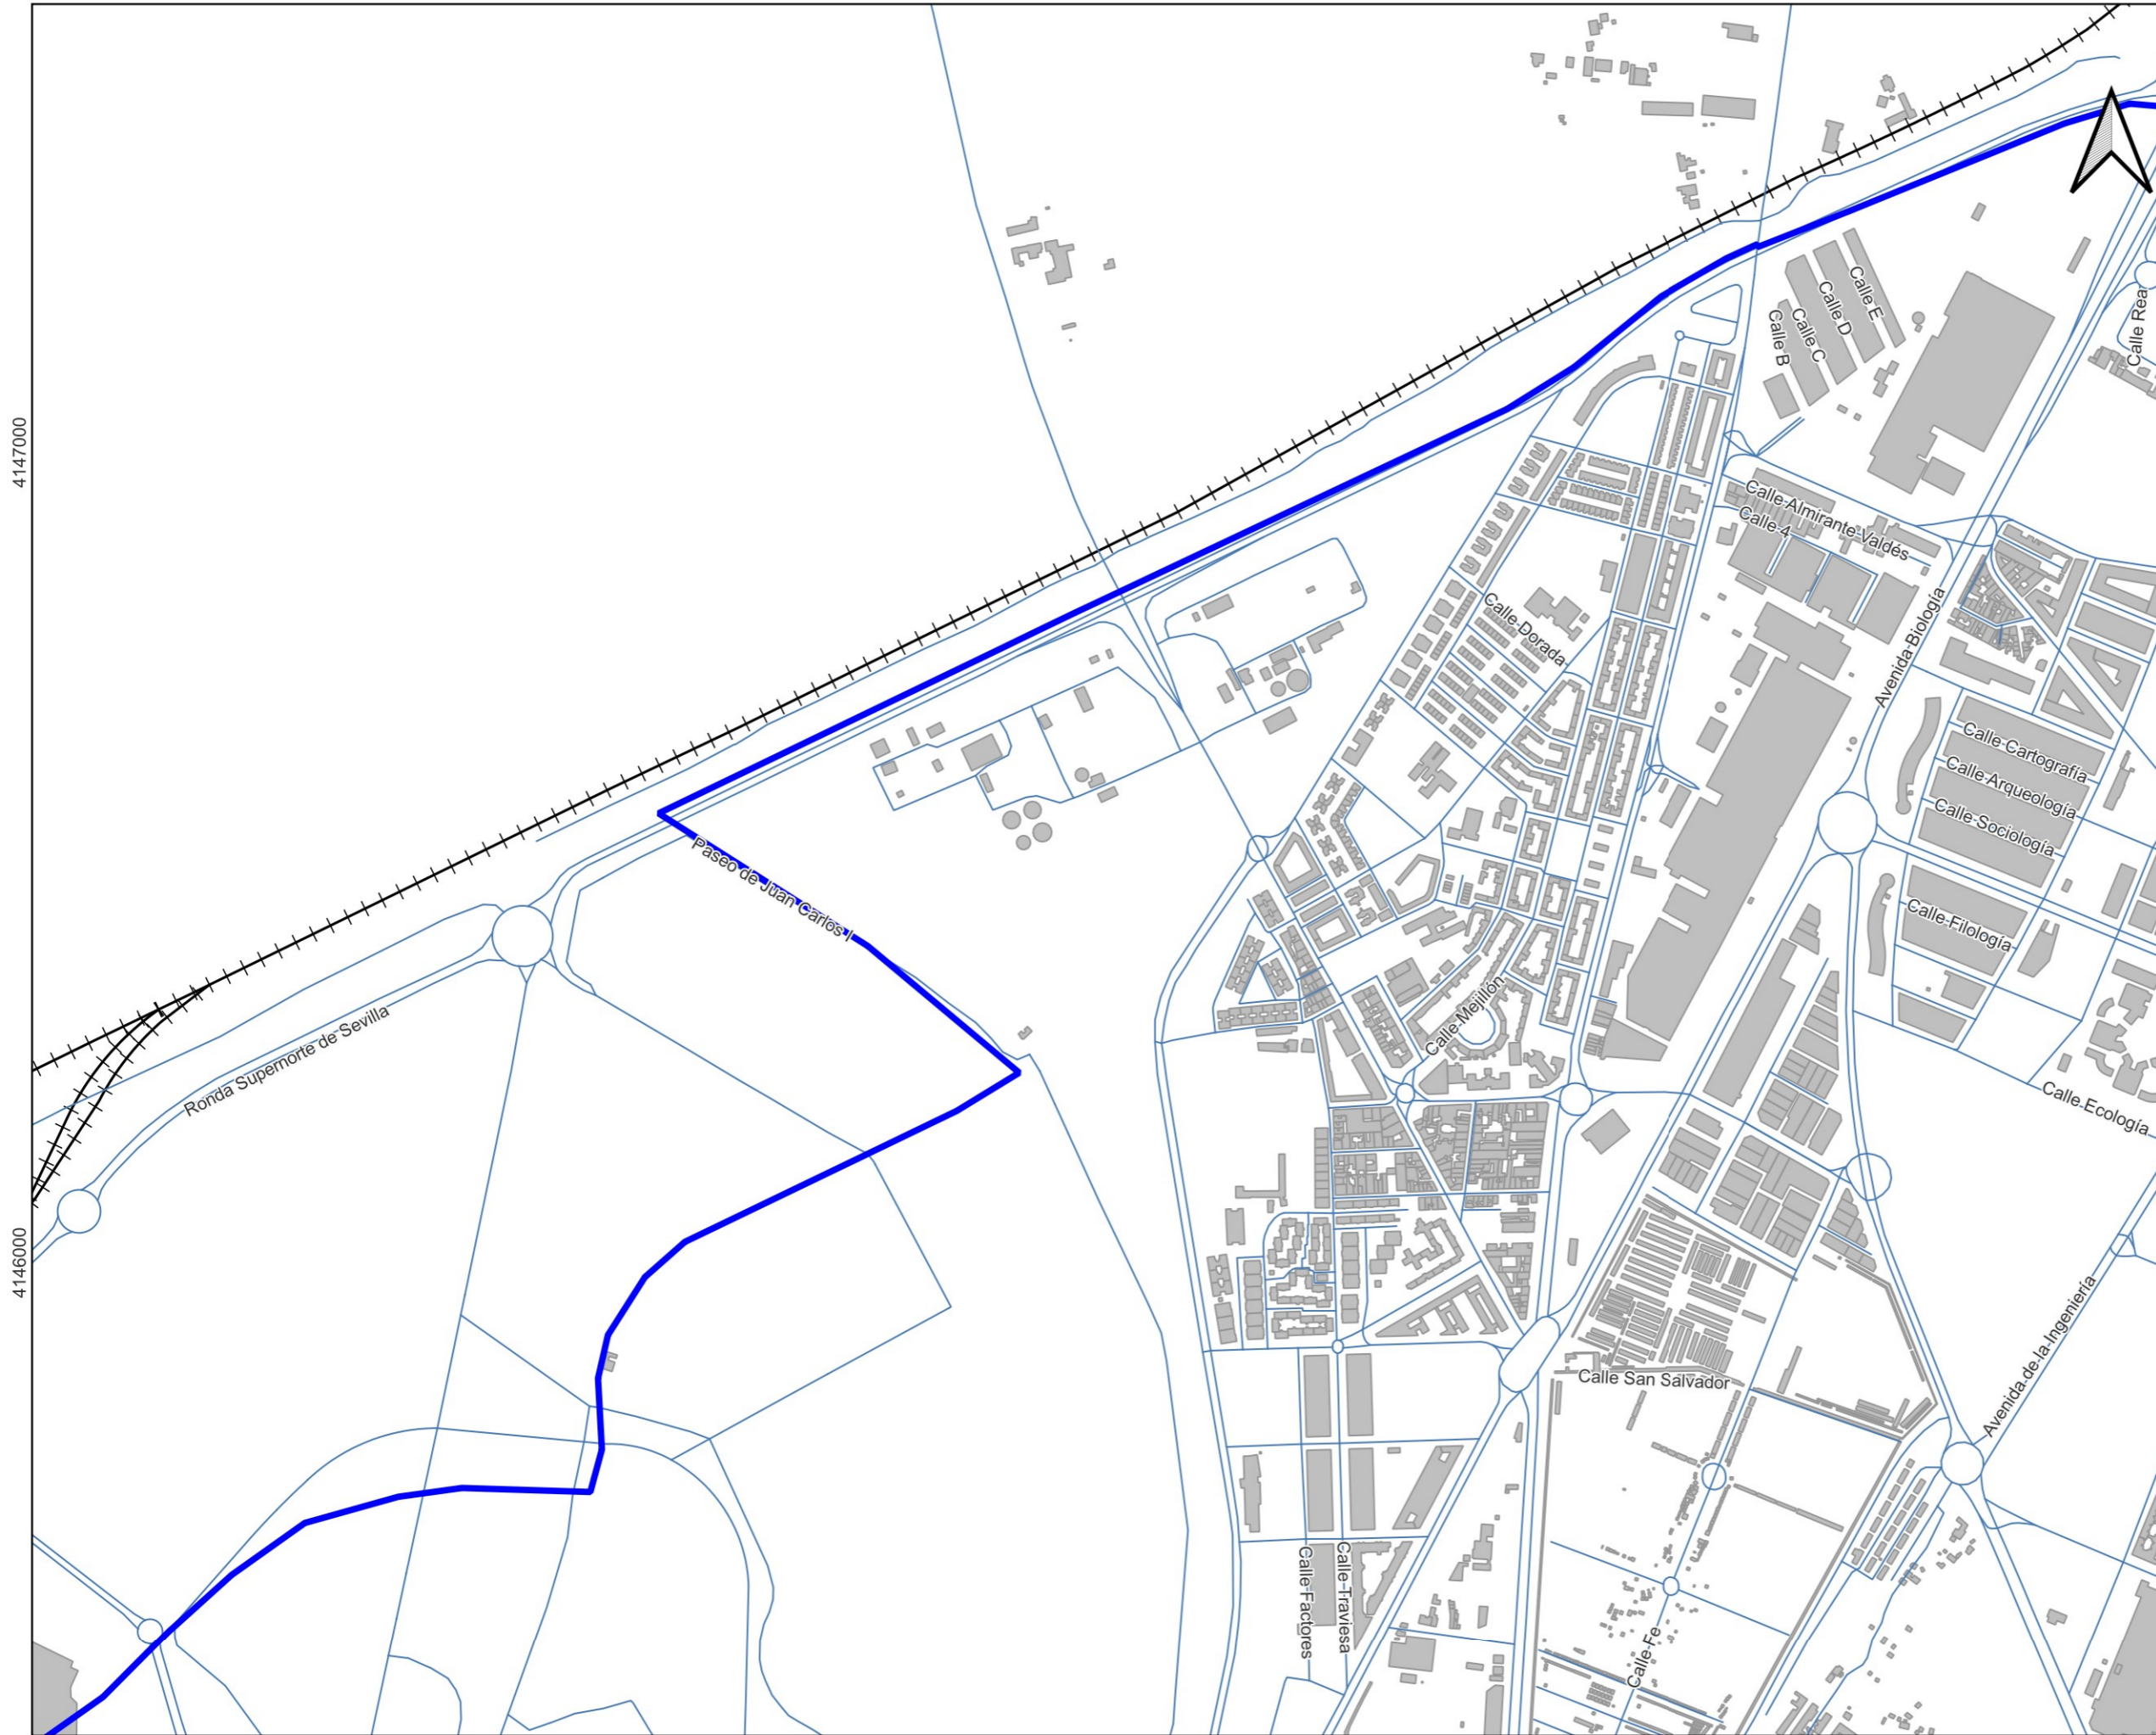 4147000
4146000
Calle E
Calle D
Calle C
Calle B
Calle Rea
Calle Almirante Valdés
Calle 4
Avenida Biología
Calle Dorada
Calle Cartografía
Calle Arqueología
Calle Sociología
Calle Filología
Paseo de Juan Carlos I
Calle Mejillón
Ronda Supernorte de Sevilla
Calle Ecología
Avenida de la Ingeniería
Calle San Salvador
Calle Factores
Calle Traviesa
Calle Fe